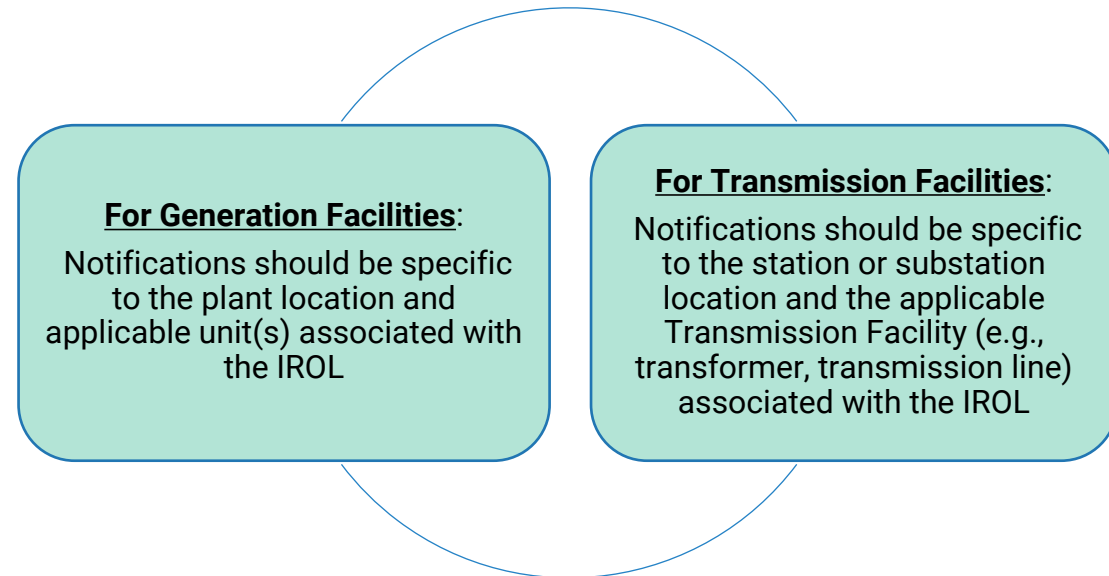 For Generation Facilities:
Notifications should be specific
to the plant location and
applicable unit(s) associated with
the IROL
For Transmission Facilities:
Notifications should be specific
to the station or substation
location and the applicable
Transmission Facility (e.g.,
transformer, transmission line)
associated with the IROL